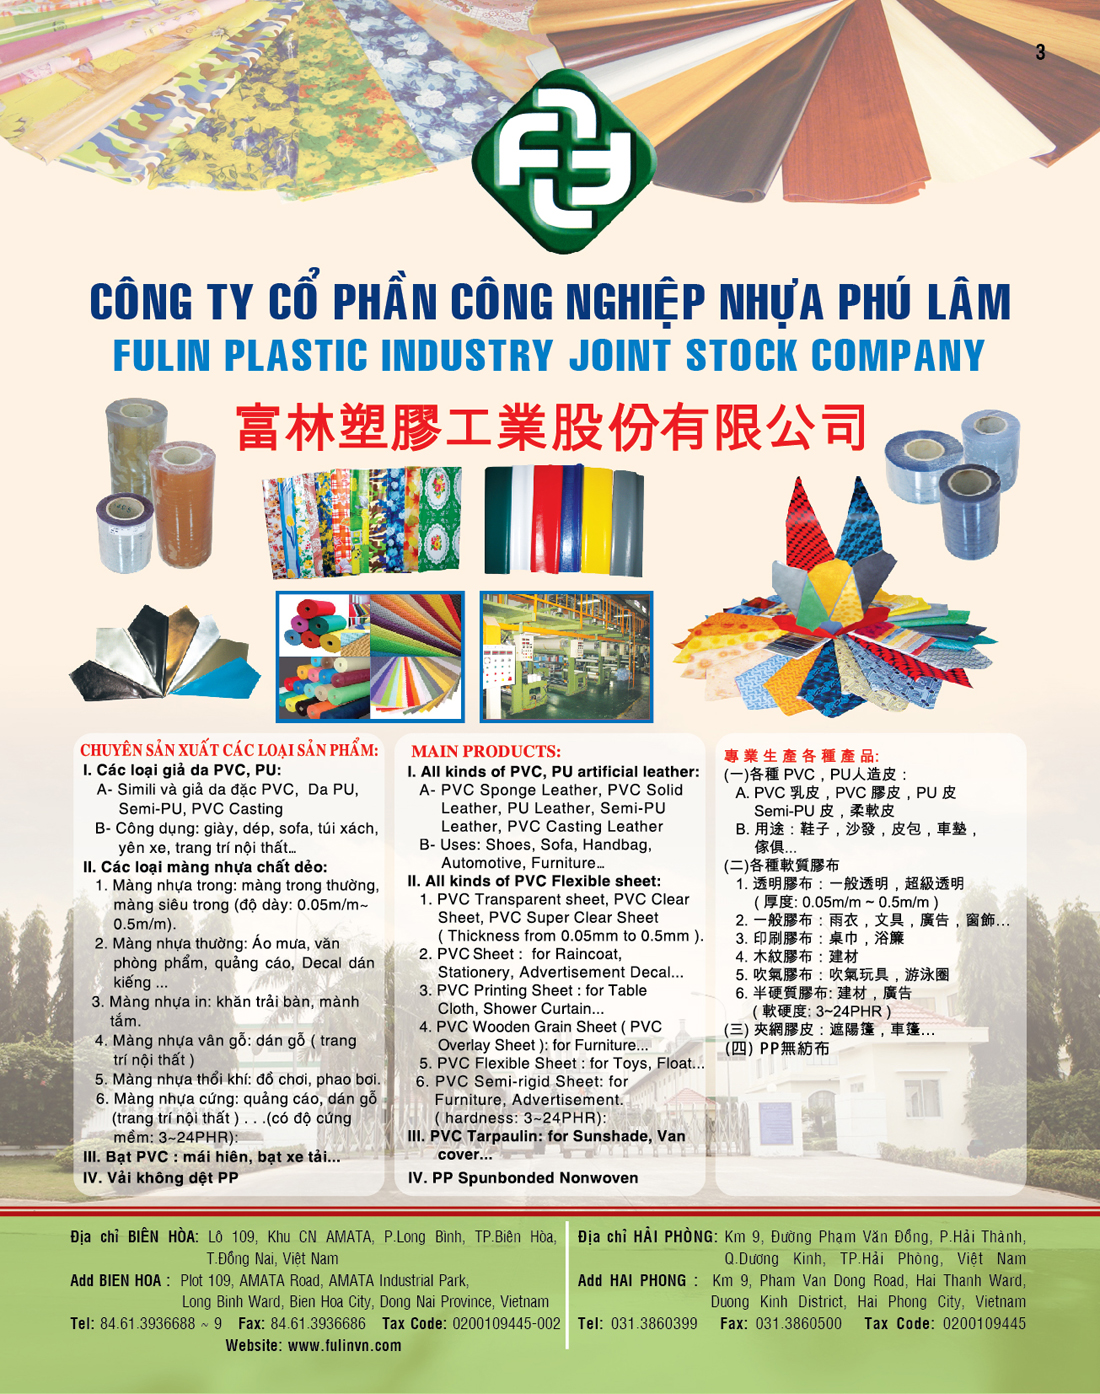 3
CÔNG TY CỔ PHẦN CÔNG NGHIỆP NHỰA PHÚ LÂM
FULIN PLASTIC INDUSTRY JOINT STOCK COMPANY
富林塑膠工業股份有限公司
CHUYÊN SẢN XUẤT CÁC LOẠI SẢN PHẨM:
I. Các loại giả da PVC, PU:
A- Simili và giả da đặc PVC, Da PU,
Semi-PU, PVC Casting
B- Công dụng: giày, dép, sofa, túi xách,
yên xe, trang trí nội thất...
II. Các loại màng nhựa chất dẻo:
1. Màng nhựa trong: màng trong thường,
màng siêu trong (độ dày: 0.05m/m~
0.5m/m).
2. Màng nhựa thường: Áo mưa, văn
phòng phẩm, quảng cáo, Decal dán
kiếng ...
3. Màng nhựa in: khăn trải bàn, mành
tắm.
4. Màng nhựa vân gỗ: dán gỗ ( trang
trí nội thất )
5. Màng nhựa thổi khí: đồ chơi, phao bơi.
6. Màng nhựa cứng: quảng cáo, dán gỗ
(trang trí nội thất ) . . .(có độ cứng
mềm: 3~24PHR):
III. Bạt PVC : mái hiên, bạt xe tải...
IV. Vải không dệt PP
MAIN PRODUCTS:
I. All kinds of PVC, PU artificial leather:
A- PVC Sponge Leather, PVC Solid
Leather, PU Leather, Semi-PU
Leather, PVC Casting Leather
B- Uses: Shoes, Sofa, Handbag,
Automotive, Furniture...
II. All kinds of PVC Flexible sheet:
1. PVC Transparent sheet, PVC Clear
Sheet, PVC Super Clear Sheet
( Thickness from 0.05mm to 0.5mm ).
2. PVC Sheet : for Raincoat,
Stationery, Advertisement Decal...
3. PVC Printing Sheet : for Table
Cloth, Shower Curtain...
4. PVC Wooden Grain Sheet ( PVC
Overlay Sheet ): for Furniture...
5. PVC Flexible Sheet : for Toys, Float...
6. PVC Semi-rigid Sheet: for
Furniture, Advertisement.
( hardness: 3~24PHR):
III. PVC Tarpaulin: for Sunshade, Van
cover...
IV. PP Spunbonded Nonwoven
專業生產各種產品:
(一)各種 PVC，PU人造皮：
A. PVC 乳皮，PVC 膠皮，PU 皮
Semi-PU 皮，柔軟皮
B. 用途：鞋子，沙發，皮包，車墊，
傢俱...
(二)各種軟質膠布
1. 透明膠布：一般透明，超級透明
( 厚度: 0.05m/m ~ 0.5m/m )
2. 一般膠布：雨衣，文具，廣告，窗飾...
3. 印刷膠布：桌巾，浴簾
4. 木紋膠布：建材
5. 吹氣膠布：吹氣玩具，游泳圈
6. 半硬質膠布: 建材，廣告
( 軟硬度: 3~24PHR )
(三) 夾網膠皮：遮陽篷，車篷...
(四) PP無紡布
Địa chỉ BIÊN HÒA: Lô 109, Khu CN AMATA, P.Long Bình, TP.Biên Hòa,
T.Đồng Nai, Việt Nam
Add BIEN HOA : Plot 109, AMATA Road, AMATA Industrial Park,
Long Binh Ward, Bien Hoa City, Dong Nai Province, Vietnam
Tel: 84.61.3936688 ~ 9 Fax: 84.61.3936686 Tax Code: 0200109445-002
Website: www.fulinvn.com
Địa chỉ HẢI PHÒNG: Km 9, Đường Phạm Văn Đồng, P.Hải Thành,
Q.Dương Kinh, TP.Hải Phòng, Việt Nam
Add HAI PHONG : Km 9, Pham Van Dong Road, Hai Thanh Ward,
Duong Kinh District, Hai Phong City, Vietnam
Tel: 031.3860399 Fax: 031.3860500 Tax Code: 0200109445